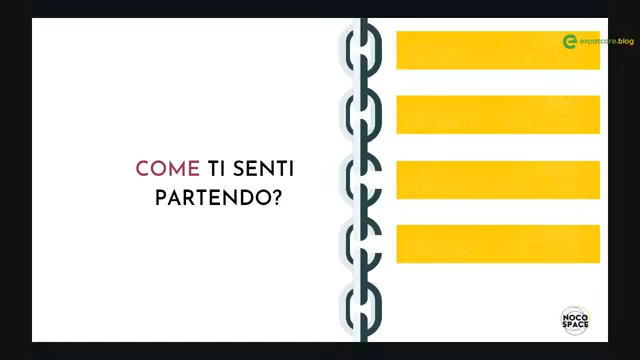 expatcare.blog
COME TI SENTI
PARTENDO?
NOCO
SPACE